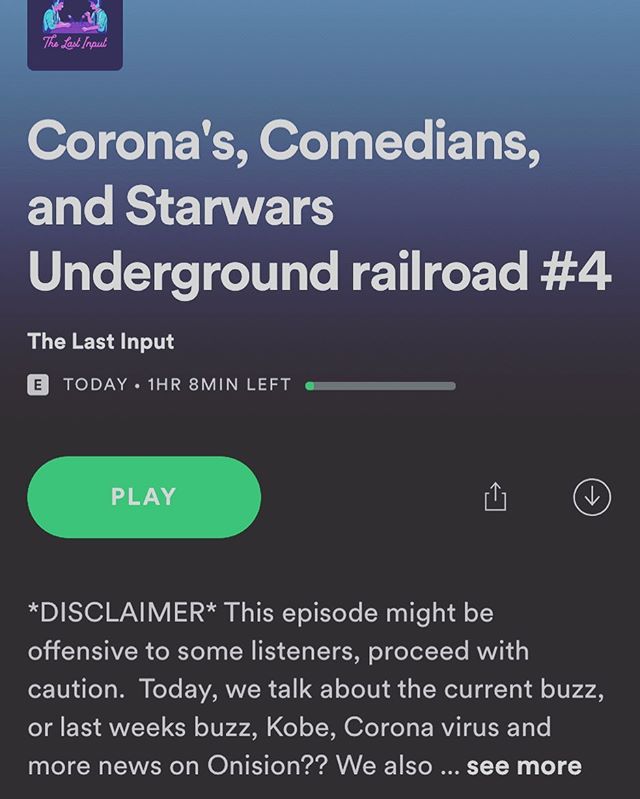 The Last Input
Corona's, Comedians,
and Starwars
Underground railroad #4
The Last Input
E TODAY • 1HR 8MIN LEFT
PLAY
*DISCLAIMER* This episode might be
offensive to some listeners, proceed with
caution.  Today, we talk about the current buzz,
or last weeks buzz, Kobe, Corona virus and
more news on Onision?? We also ... see more